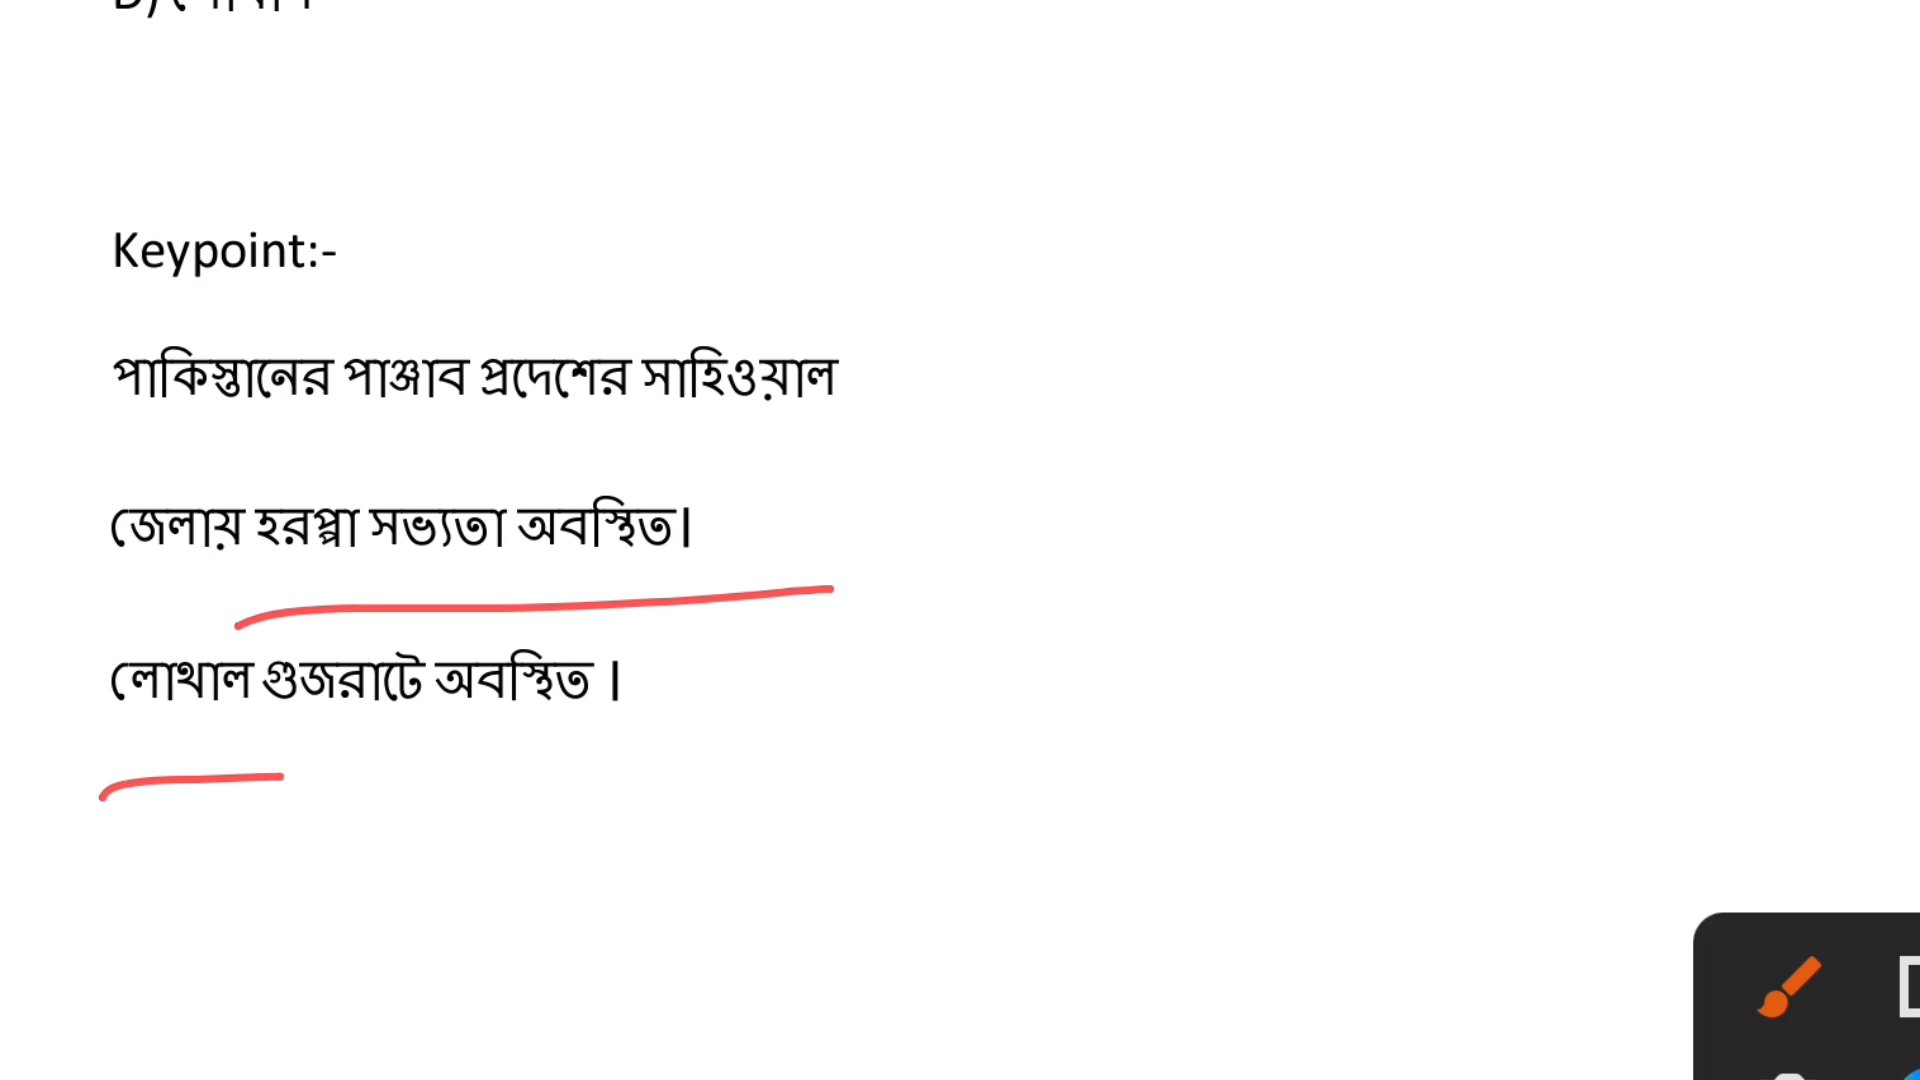 Keypoint:-
পাকিস্তানের পাঞ্জাব প্রদেশের সাহিওয়াল
জেলায় হরপ্পা সভ্যতা অবস্থিত।
লোথাল গুজরাটে অবস্থিত ।